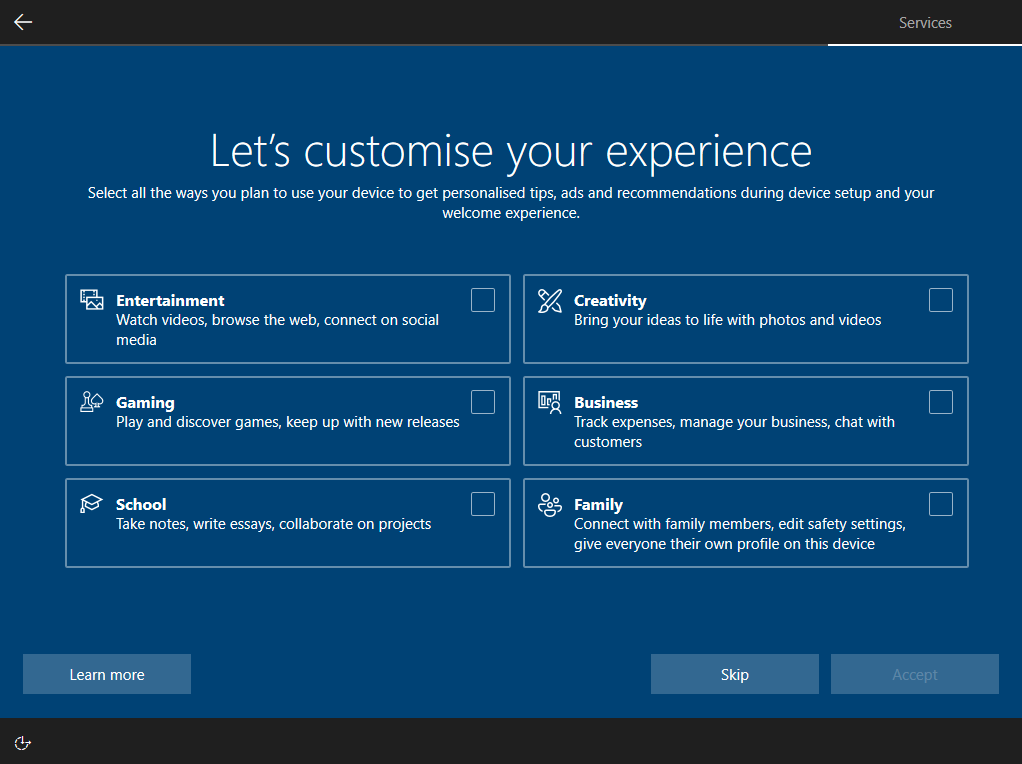 Services
Let's customise your experience
Select all the ways you plan to use your device to get personalised tips, ads and recommendations during device setup and your
welcome experience.
Entertainment
Watch videos, browse the web, connect on social
media
Creativity
Bring your ideas to life with photos and videos
Gaming
Play and discover games, keep up with new releases
Business
Track expenses, manage your business, chat with
customers
School
Take notes, write essays, collaborate on projects
Family
Connect with family members, edit safety settings,
give everyone their own profile on this device
Learn more
Skip
Accept